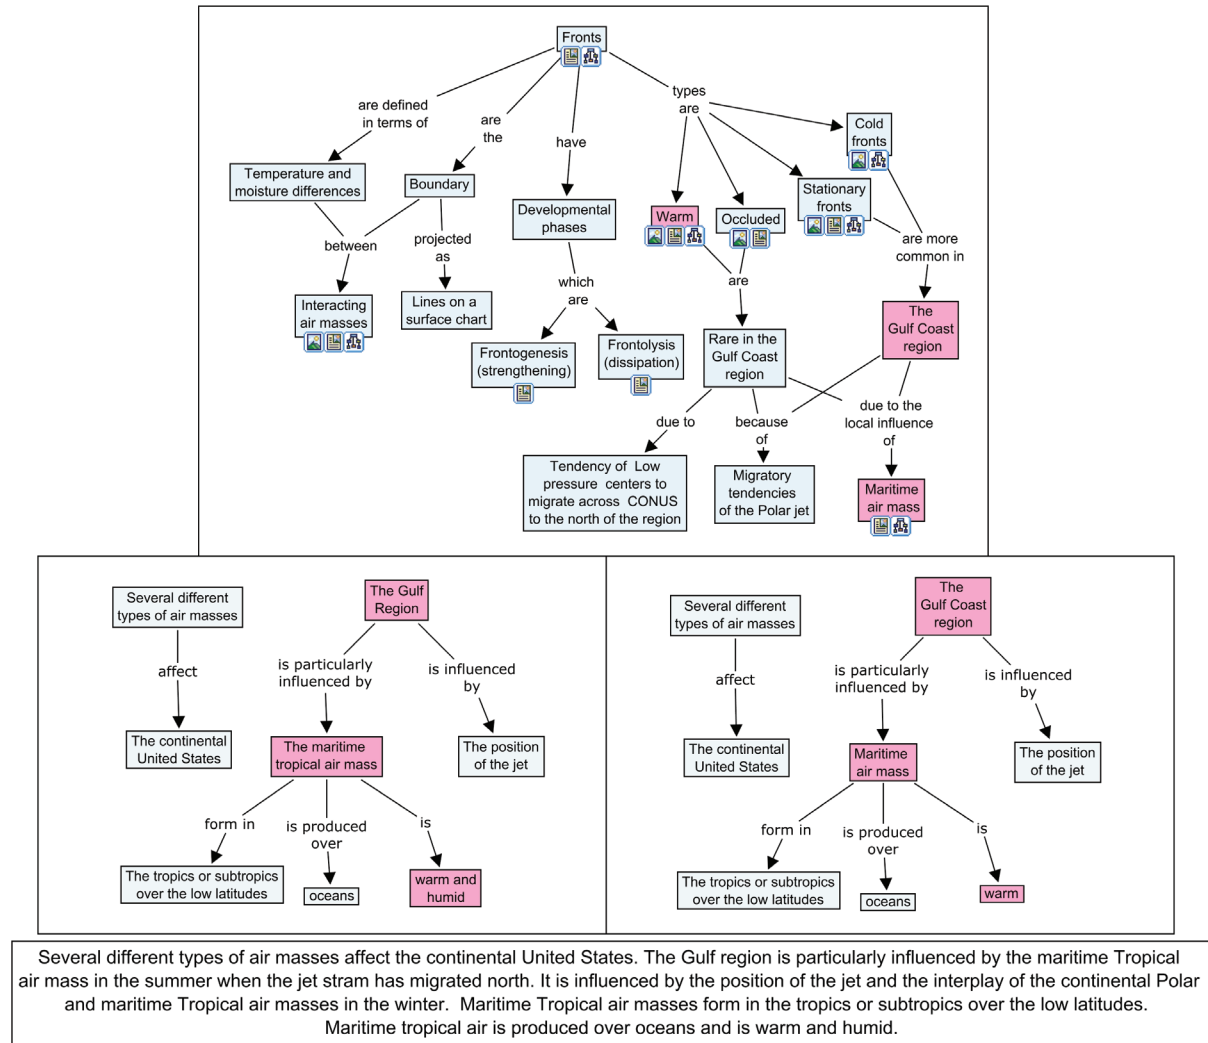 Fronts
types
are
are defined
in terms of
are
the
have
Cold
fronts
Temperature and
moisture differences
Boundary
Stationary
fronts
Developmental
phases
Warm
Occluded
between
projected
as
are more
common in
which
are
are
Interacting
air masses
Lines on a
surface chart
The
Gulf Coast
region
Frontogenesis
(strengthening)
Frontolysis
(dissipation)
Rare in the
Gulf Coast
region
due to
because
of
due to the
local influence
of
Tendency of Low
pressure centers to
migrate across CONUS
to the north of the region
Migratory
tendencies
of the Polar jet
Maritime
air mass
Several different
types of air masses
The Gulf
Region
affect
is particularly
influenced by
is influenced
by
The continental
United States
The maritime
tropical air mass
The position
of the jet
form in
is produced
over
is
The tropics or subtropics
over the low latitudes
oceans
warm and
humid
Several different
types of air masses
The
Gulf Coast
region
affect
is particularly
influenced by
is influenced
by
The continental
United States
Maritime
air mass
The position
of the jet
form in
is produced
over
is
The tropics or subtropics
over the low latitudes
oceans
warm
Several different types of air masses affect the continental United States. The Gulf region is particularly influenced by the maritime Tropical
air mass in the summer when the jet stram has migrated north. It is influenced by the position of the jet and the interplay of the continental Polar
and maritime Tropical air masses in the winter. Maritime Tropical air masses form in the tropics or subtropics over the low latitudes.
Maritime tropical air is produced over oceans and is warm and humid.